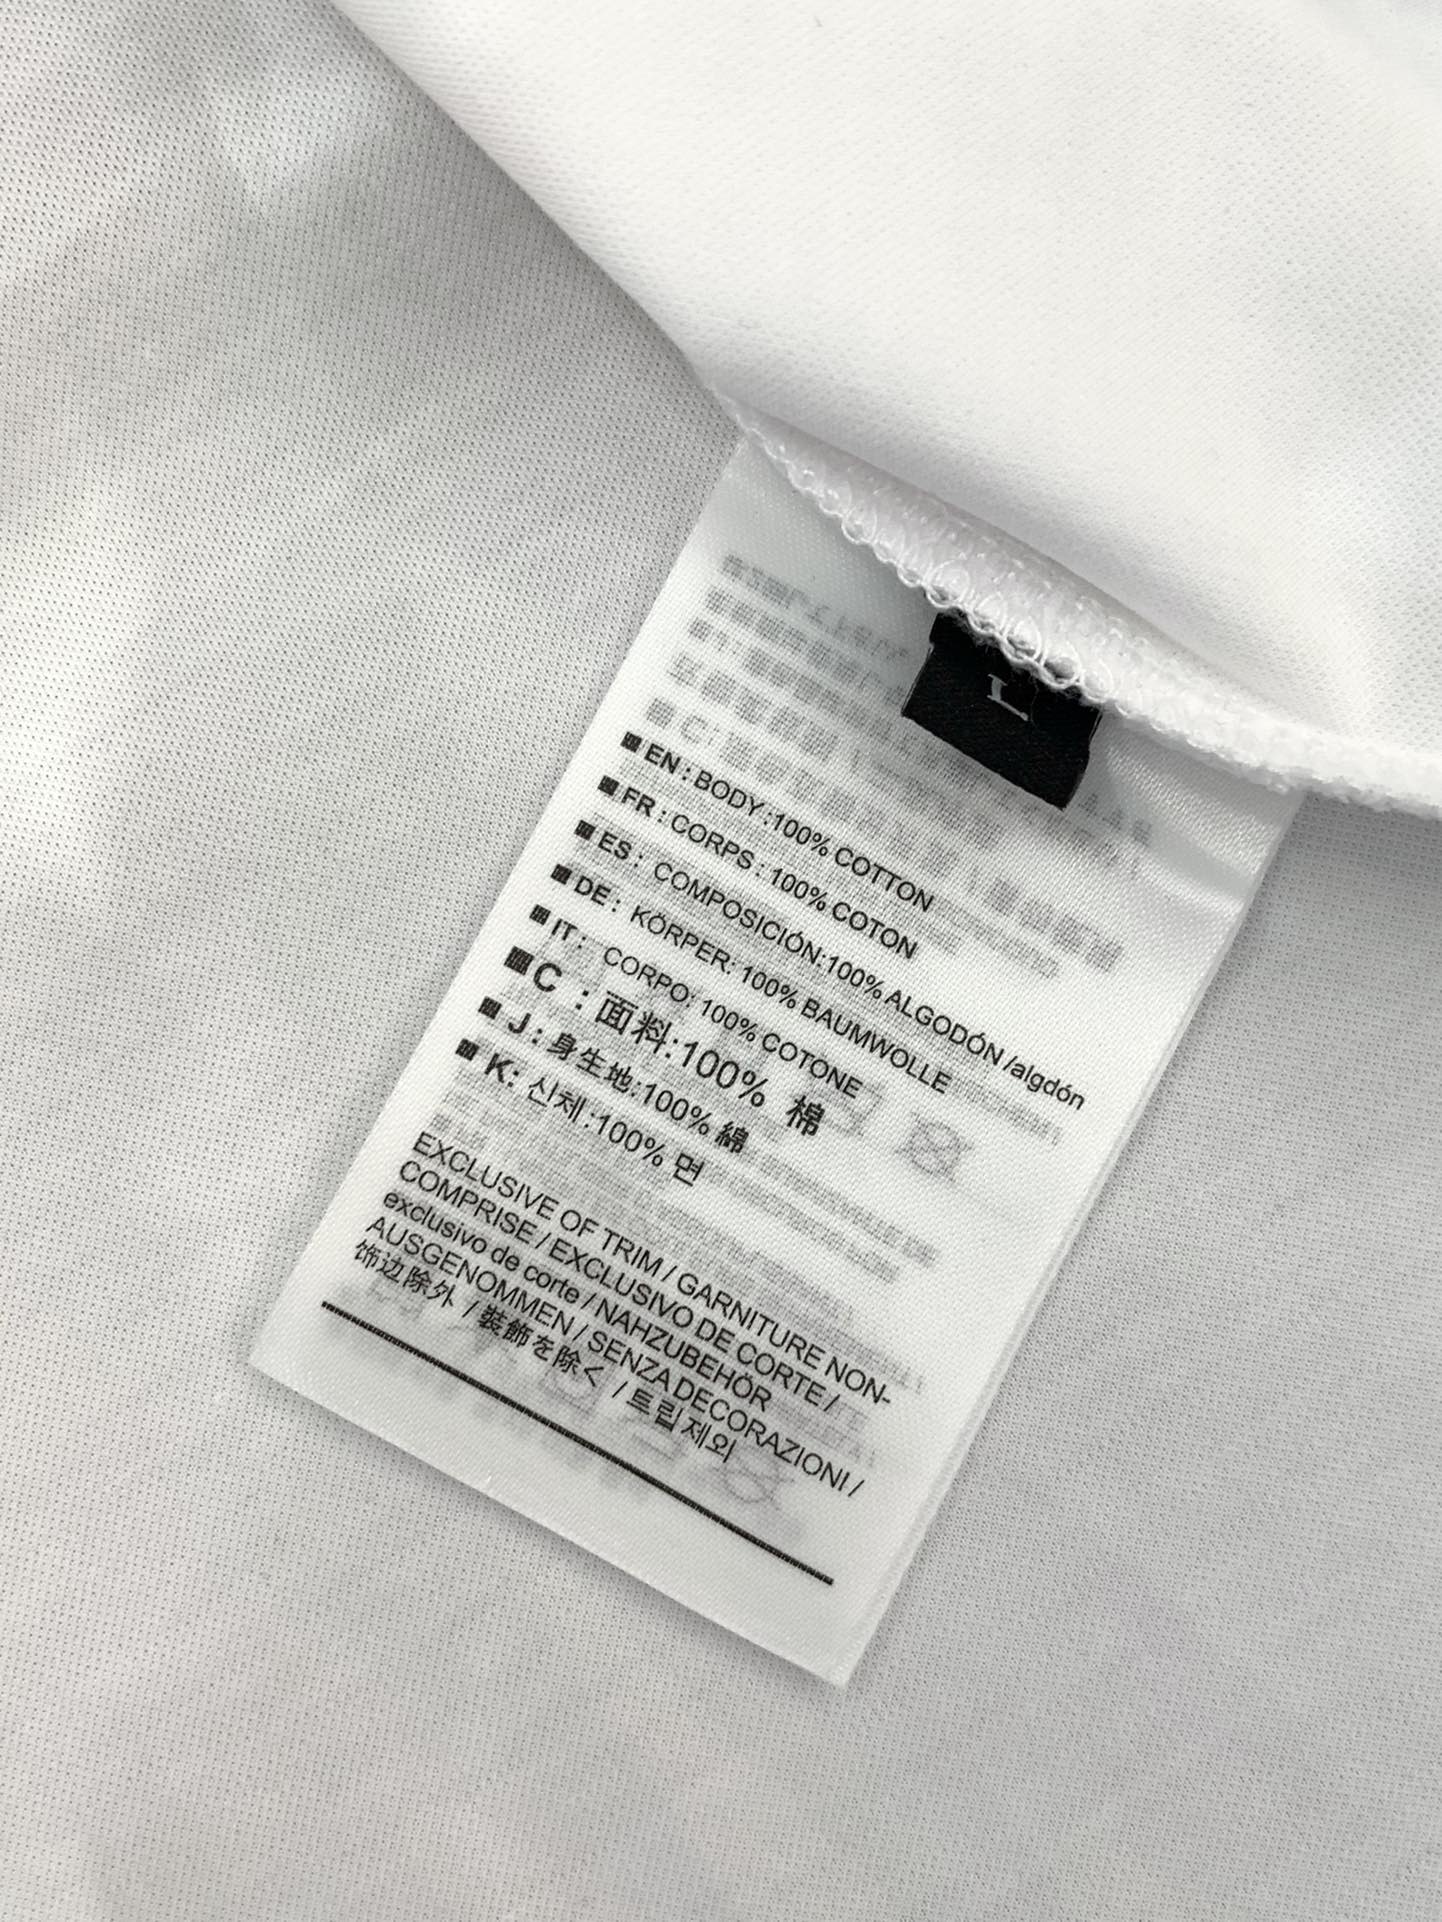 L
EN : BODY :100% COTTON
FR : CORPS : 100% COTON
ES : COMPOSICIÓN:100% ALGODÓN /algdón
DE : KÖRPER: 100% BAUMWOLLE
IT : CORPO: 100% COTONE
C : 面料:100% 棉
J : 身生地:100% 綿
K: 신체 :100% 면
EXCLUSIVE OF TRIM / GARNITURE NON-
COMPRISE / EXCLUSIVO DE CORTE /
exclusivo de corte / NAHZUBEHÖR
AUSGENOMMEN / SENZA DECORAZIONI /
饰边除外 / 裝飾を除く / 트림 제외